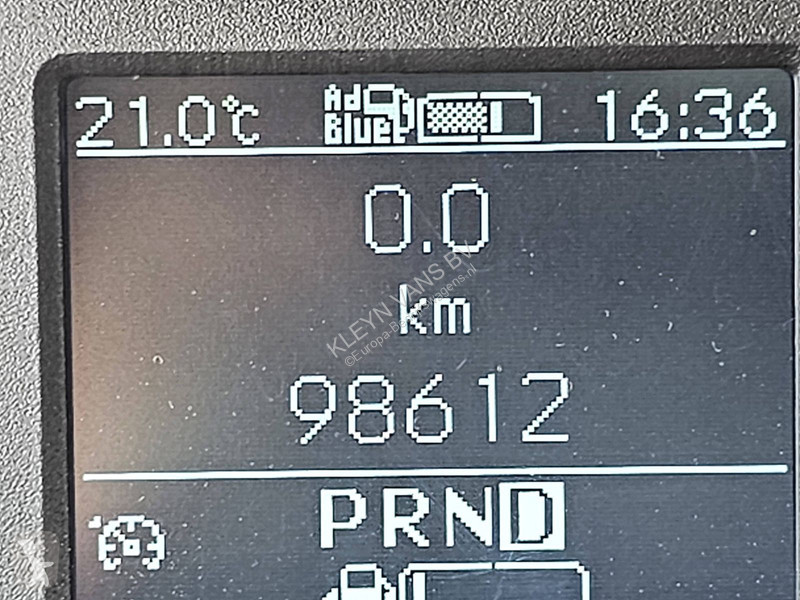 21.0°C Ad Blue 16:36
0.0
km
98612
PRND
KLEYN VANS BV